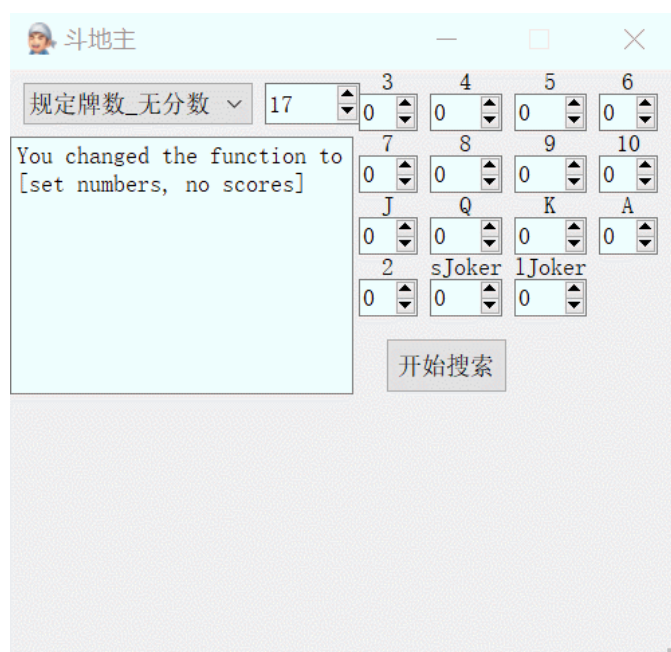 斗地主
规定牌数_无分数 17
You changed the function to
[set numbers, no scores]
3 4 5 6
0 0 0 0
7 8 9 10
0 0 0 0
J Q K A
0 0 0 0
2 sJoker lJoker
0 0 0
开始搜索